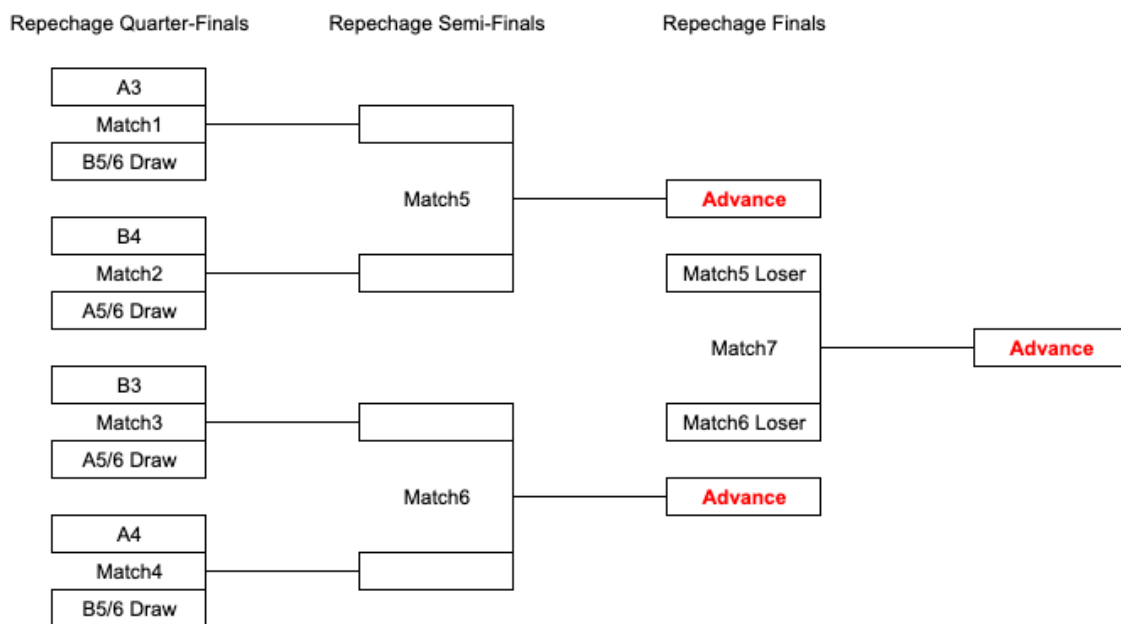 Repechage Quarter-Finals
Repechage Semi-Finals
Repechage Finals
A3
Match1
B5/6 Draw
B4
Match2
A5/6 Draw
B3
Match3
A5/6 Draw
A4
Match4
B5/6 Draw
Match5
Match6
Advance
Match5 Loser
Match7
Match6 Loser
Advance
Advance